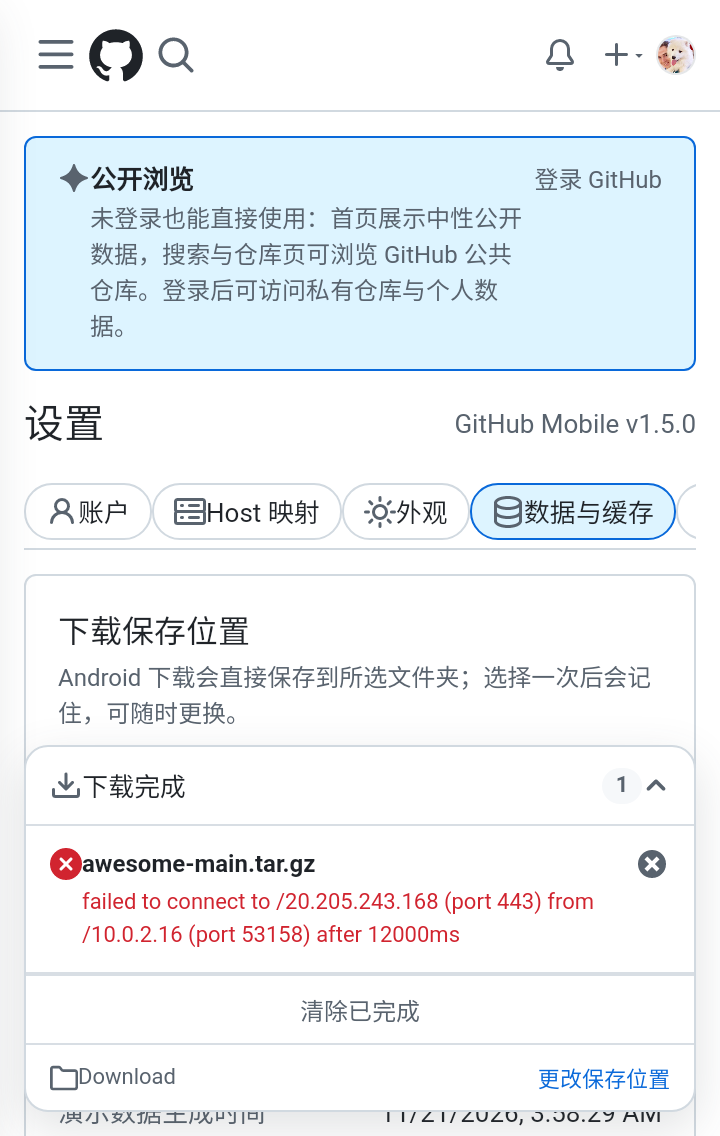 公开浏览
登录 GitHub
未登录也能直接使用：首页展示中性公开
数据，搜索与仓库页可浏览 GitHub 公共
仓库。登录后可访问私有仓库与个人数
据。
设置
GitHub Mobile v1.5.0
账户
Host 映射
外观
数据与缓存
下载保存位置
Android 下载会直接保存到所选文件夹；选择一次后会记
住，可随时更换。
下载完成
1
awesome-main.tar.gz
failed to connect to /20.205.243.168 (port 443) from
/10.0.2.16 (port 53158) after 12000ms
清除已完成
Download
更改保存位置
演示数据生成时间
11/21/2026, 3:58:29 AM